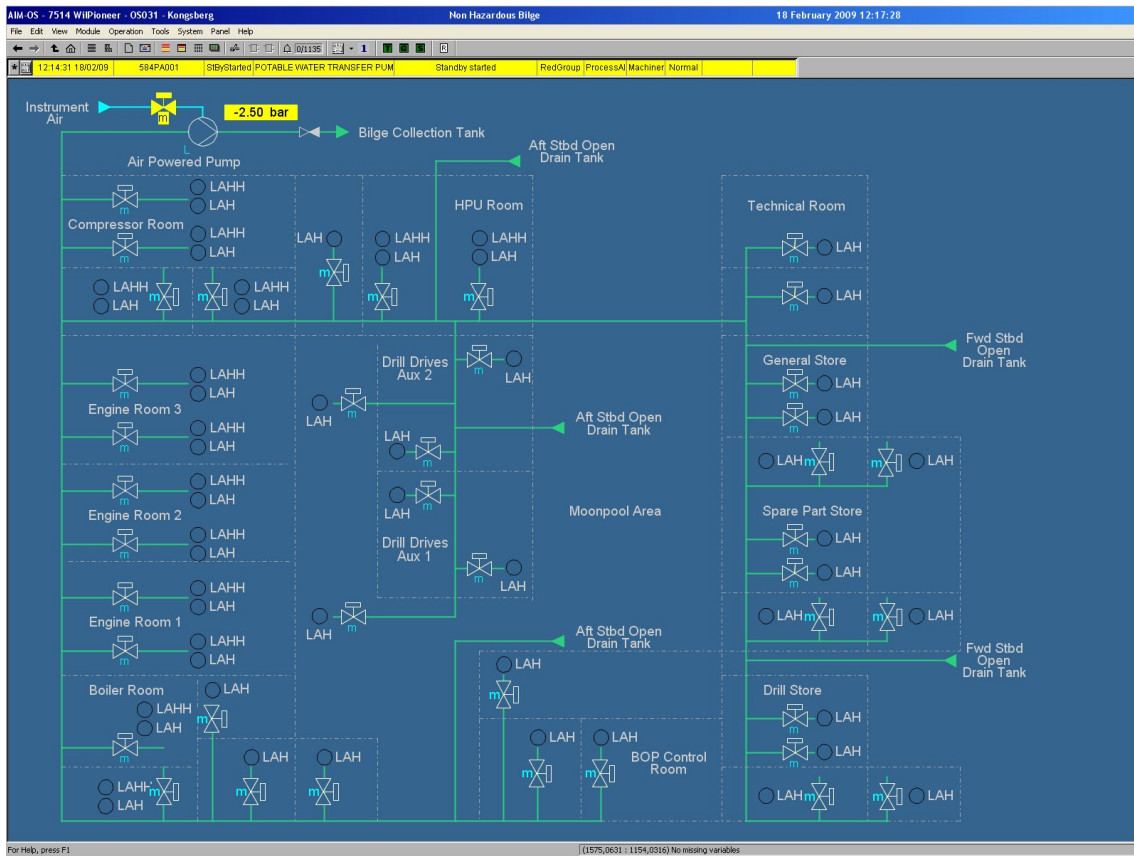 AIM-OS - 7514 WilPioneer - OS031 - Kongsberg
Non Hazardous Bilge
18 February 2009 12:17:28
File Edit View Module Operation Tools System Panel Help
0/1135
1
T
G
S
R
* 12:14:31 18/02/09 584PA001 StByStarted POTABLE WATER TRANSFER PUM Standby started RedGroup ProcessAl Machiner Normal
Instrument
Air
m
-2.50 bar
L
Bilge Collection Tank
Air Powered Pump
Aft Stbd Open
Drain Tank
m
LAHH
LAH
Compressor Room
m
LAHH
LAH
LAHH
LAH
m
m
LAHH
LAH
LAH
m
LAHH
LAH
m
HPU Room
LAHH
LAH
m
Technical Room
m
LAH
m
LAH
Fwd Stbd
Open
Drain Tank
Drill Drives
Aux 2
m
LAH
LAH
m
Aft Stbd Open
Drain Tank
LAH
m
LAH
m
Drill Drives
Aux 1
m
LAH
LAH
m
Moonpool Area
m
LAHH
LAH
Engine Room 3
m
LAHH
LAH
m
LAHH
LAH
Engine Room 2
m
LAHH
LAH
m
LAHH
LAH
Engine Room 1
m
LAHH
LAH
General Store
m
LAH
m
LAH
LAH
m
m
LAH
Spare Part Store
m
LAH
m
LAH
LAH
m
m
LAH
Aft Stbd Open
Drain Tank
Fwd Stbd
Open
Drain Tank
Boiler Room
LAH
m
LAHH
LAH
m
LAHH
LAH
m
LAH
m
LAH
m
LAH
m
LAH
m
LAH
m
BOP Control
Room
Drill Store
m
LAH
m
LAH
LAH
m
m
LAH
For Help, press F1
(1575,0631 : 1154,0316) No missing variables